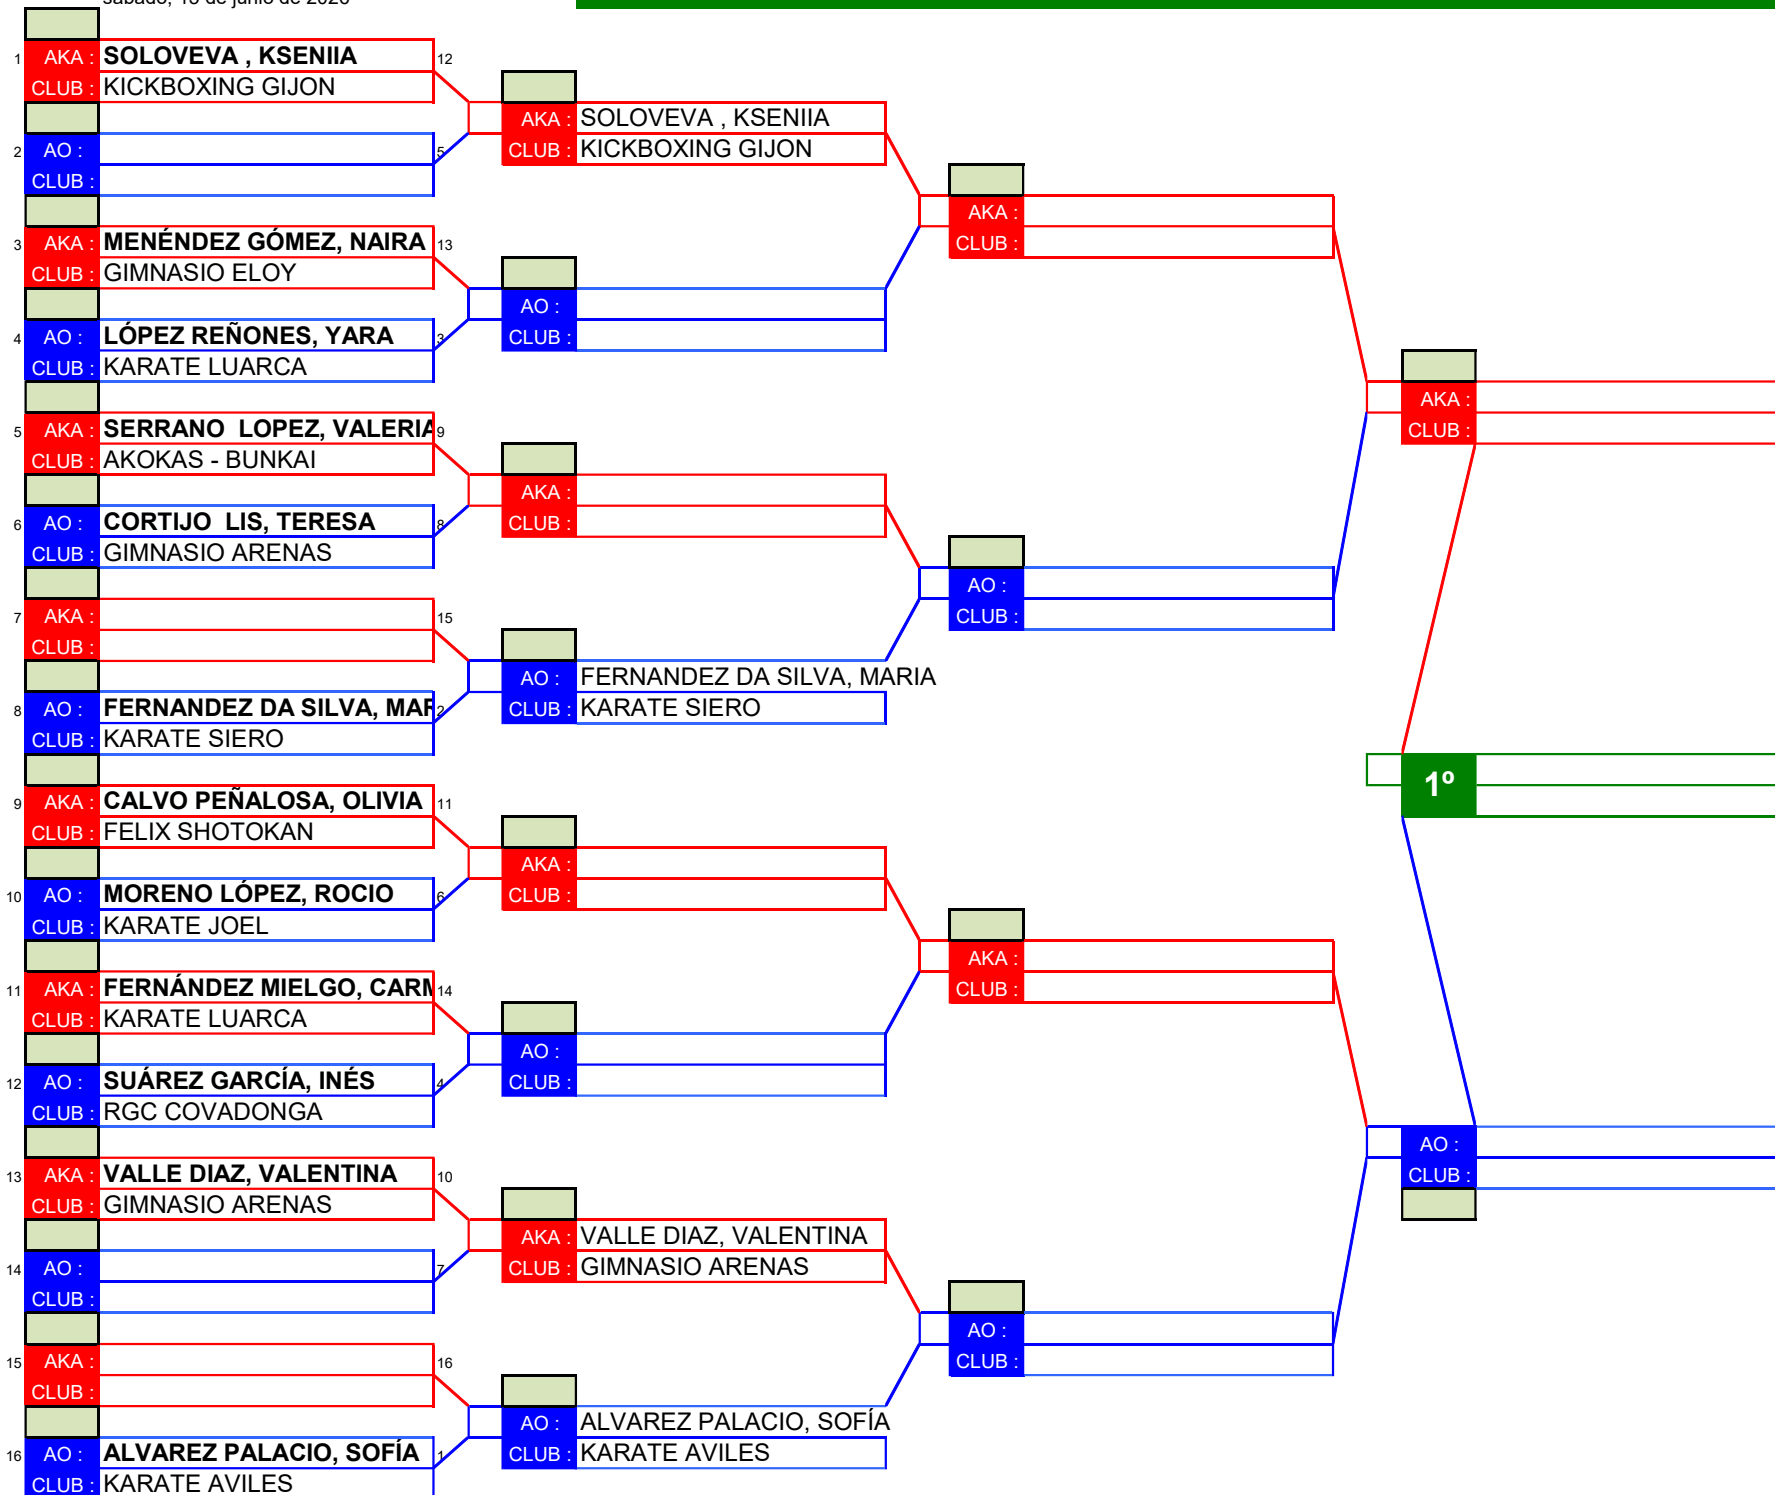 1 AKA : SOLOVEVA , KSENIIA 12
CLUB : KICKBOXING GIJON
2 AO : 5
CLUB :
3 AKA : MENÉNDEZ GÓMEZ, NAIRA 13
CLUB : GIMNASIO ELOY
4 AO : LÓPEZ REÑONES, YARA 3
CLUB : KARATE LUARCA
5 AKA : SERRANO LOPEZ, VALERIA 9
CLUB : AKOKAS - BUNKAI
6 AO : CORTIJO LIS, TERESA 8
CLUB : GIMNASIO ARENAS
7 AKA : 15
CLUB :
8 AO : FERNANDEZ DA SILVA, MAR 2
CLUB : KARATE SIERO
9 AKA : CALVO PEÑALOSA, OLIVIA 11
CLUB : FELIX SHOTOKAN
10 AO : MORENO LÓPEZ, ROCIO 6
CLUB : KARATE JOEL
11 AKA : FERNÁNDEZ MIELGO, CARM 14
CLUB : KARATE LUARCA
12 AO : SUÁREZ GARCÍA, INÉS 4
CLUB : RGC COVADONGA
13 AKA : VALLE DIAZ, VALENTINA 10
CLUB : GIMNASIO ARENAS
14 AO : 7
CLUB :
15 AKA : 16
CLUB :
16 AO : ALVAREZ PALACIO, SOFÍA 1
CLUB : KARATE AVILES
AKA : SOLOVEVA , KSENIIA
CLUB : KICKBOXING GIJON
AO :
CLUB :
AKA :
CLUB :
AO : FERNANDEZ DA SILVA, MARIA
CLUB : KARATE SIERO
AKA :
CLUB :
AO :
CLUB :
AKA : VALLE DIAZ, VALENTINA
CLUB : GIMNASIO ARENAS
AO : ALVAREZ PALACIO, SOFÍA
CLUB : KARATE AVILES
AKA :
CLUB :
AO :
CLUB :
AKA :
CLUB :
AO :
CLUB :
AKA :
CLUB :
1º
AO :
CLUB :